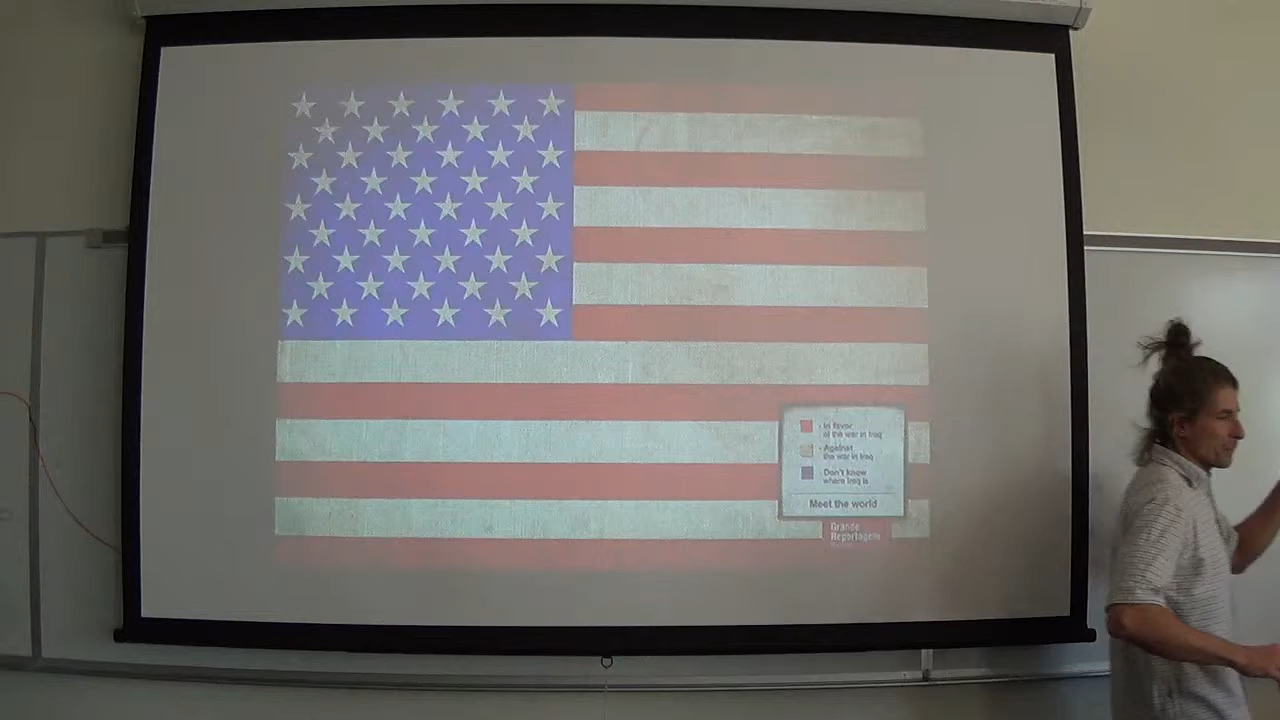 - In favor
of the war in Iraq
- Against
the war in Iraq
- Don't know
where Iraq is
Meet the world
Grande
Reportagem